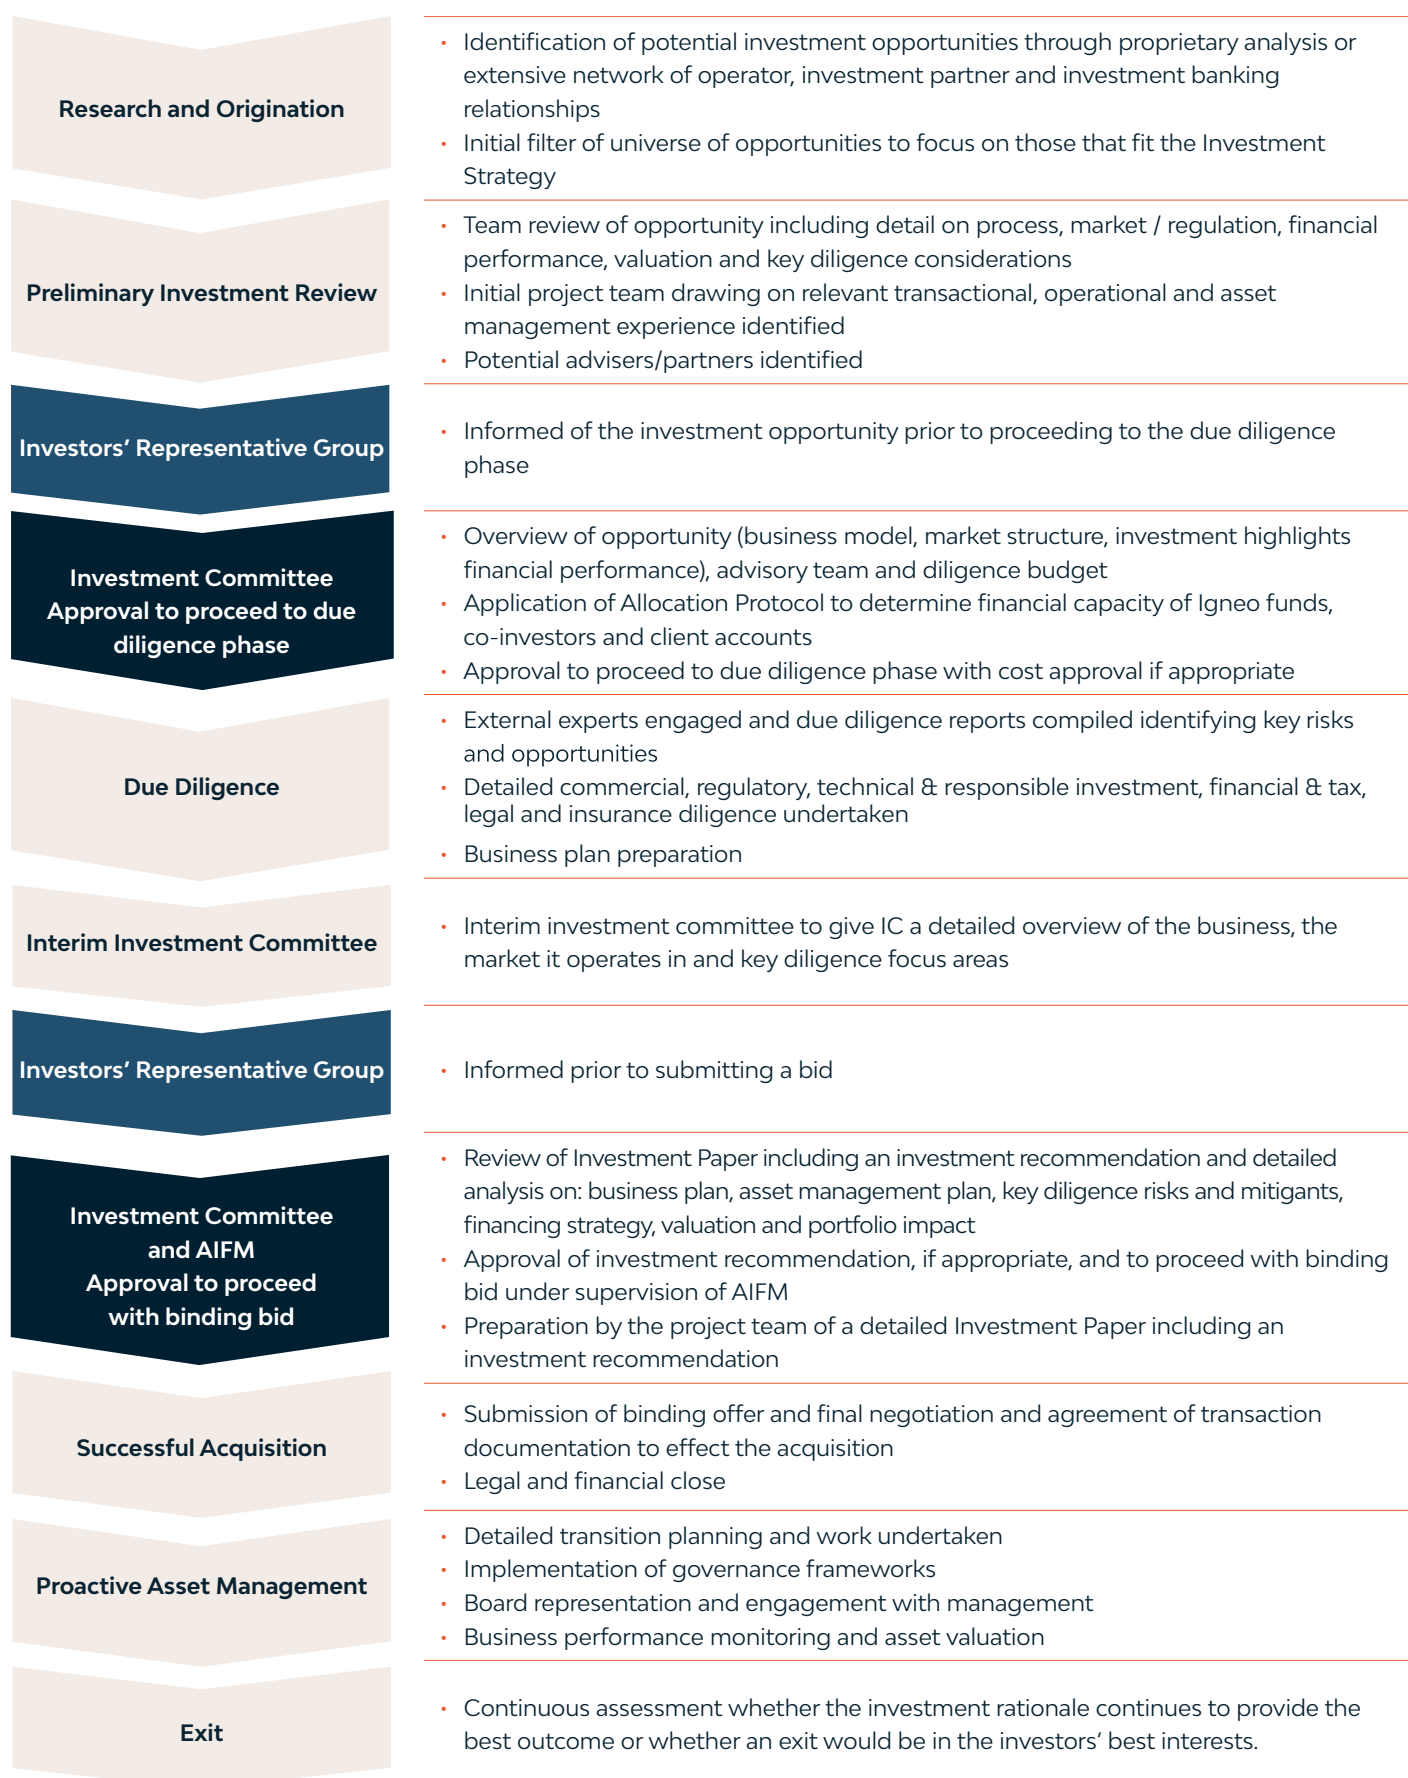 Research and Origination
• Identification of potential investment opportunities through proprietary analysis or
extensive network of operator, investment partner and investment banking
relationships
• Initial filter of universe of opportunities to focus on those that fit the Investment
Strategy
Preliminary Investment Review
• Team review of opportunity including detail on process, market / regulation, financial
performance, valuation and key diligence considerations
• Initial project team drawing on relevant transactional, operational and asset
management experience identified
• Potential advisers/partners identified
Investors’ Representative Group
• Informed of the investment opportunity prior to proceeding to the due diligence
phase
Investment Committee
Approval to proceed to due
diligence phase
• Overview of opportunity (business model, market structure, investment highlights
financial performance), advisory team and diligence budget
• Application of Allocation Protocol to determine financial capacity of Igneo funds,
co-investors and client accounts
• Approval to proceed to due diligence phase with cost approval if appropriate
Due Diligence
• External experts engaged and due diligence reports compiled identifying key risks
and opportunities
• Detailed commercial, regulatory, technical & responsible investment, financial & tax,
legal and insurance diligence undertaken
• Business plan preparation
Interim Investment Committee
• Interim investment committee to give IC a detailed overview of the business, the
market it operates in and key diligence focus areas
Investors’ Representative Group
• Informed prior to submitting a bid
Investment Committee
and AIFM
Approval to proceed
with binding bid
• Review of Investment Paper including an investment recommendation and detailed
analysis on: business plan, asset management plan, key diligence risks and mitigants,
financing strategy, valuation and portfolio impact
• Approval of investment recommendation, if appropriate, and to proceed with binding
bid under supervision of AIFM
• Preparation by the project team of a detailed Investment Paper including an
investment recommendation
Successful Acquisition
• Submission of binding offer and final negotiation and agreement of transaction
documentation to effect the acquisition
• Legal and financial close
Proactive Asset Management
• Detailed transition planning and work undertaken
• Implementation of governance frameworks
• Board representation and engagement with management
• Business performance monitoring and asset valuation
Exit
• Continuous assessment whether the investment rationale continues to provide the
best outcome or whether an exit would be in the investors’ best interests.